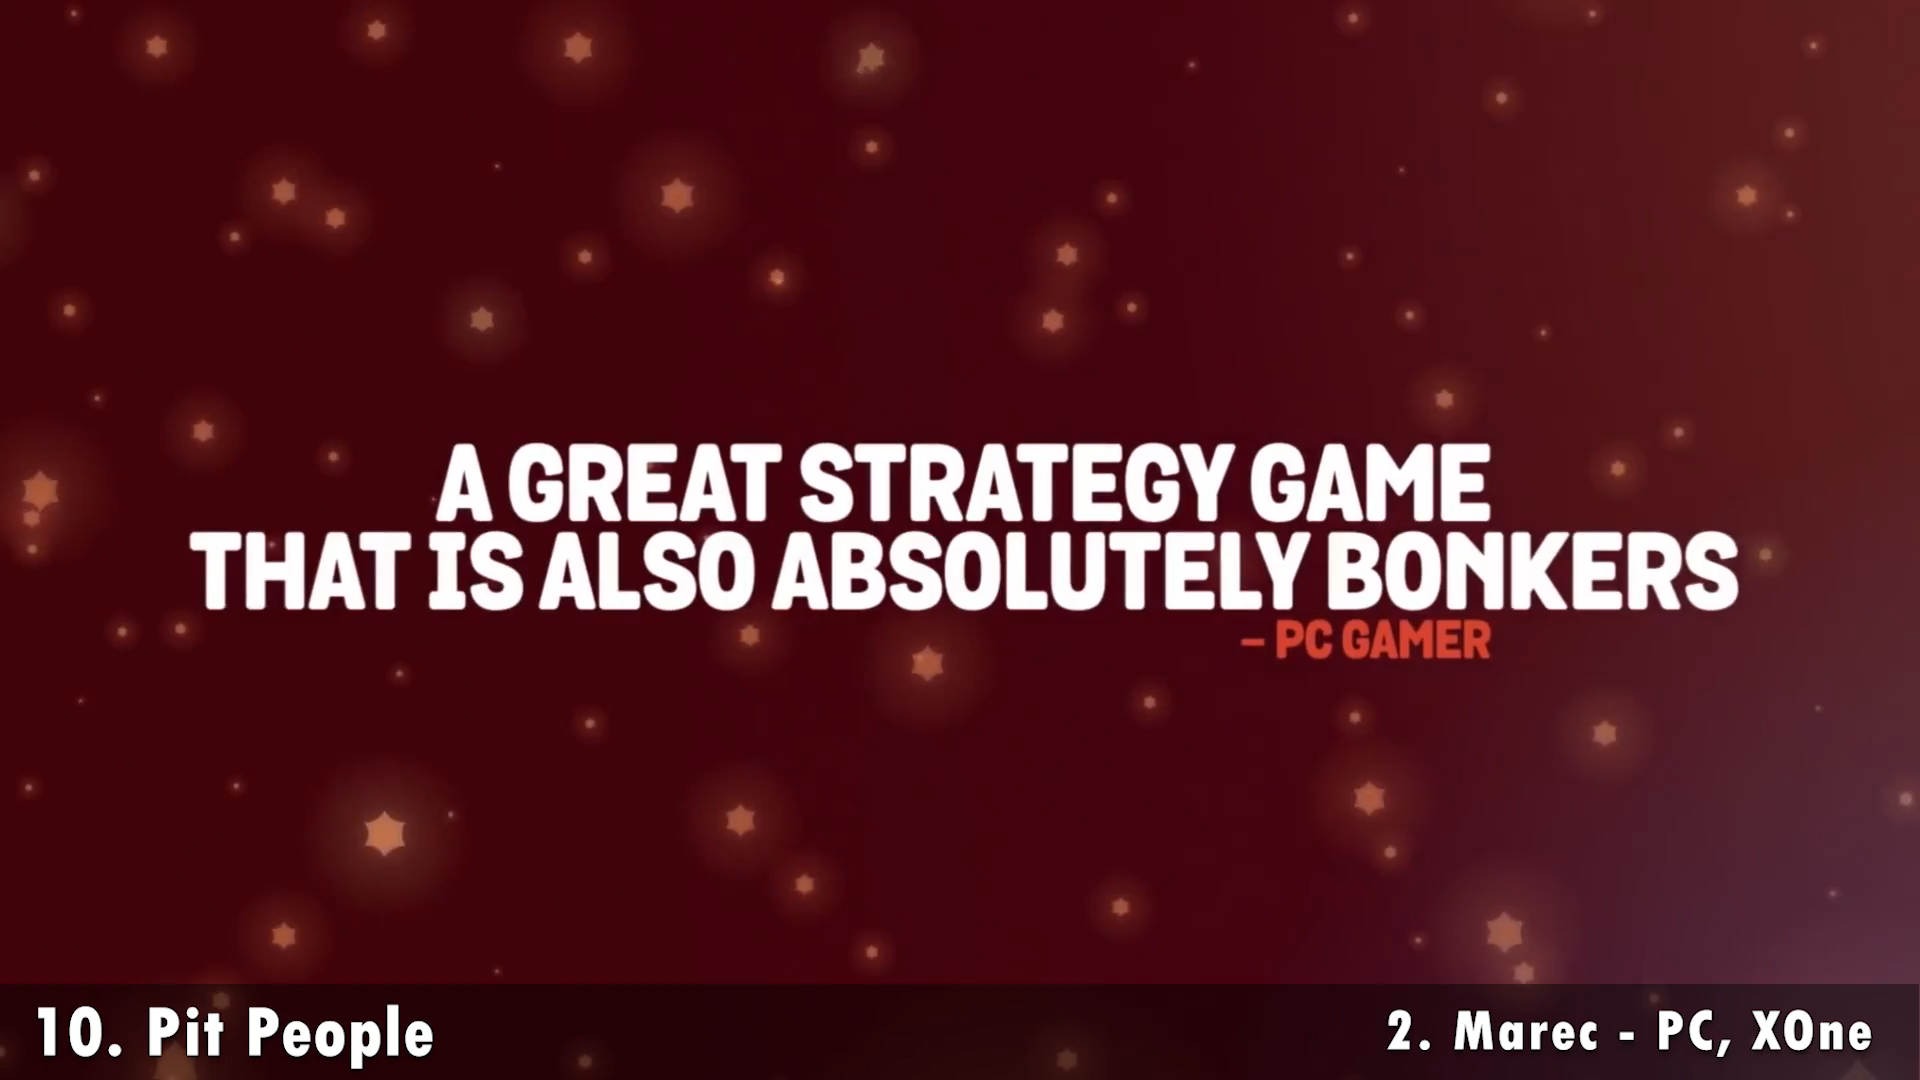 A GREAT STRATEGY GAME
THAT IS ALSO ABSOLUTELY BONKERS
– PC GAMER
10. Pit People
2. Marec - PC, XOne